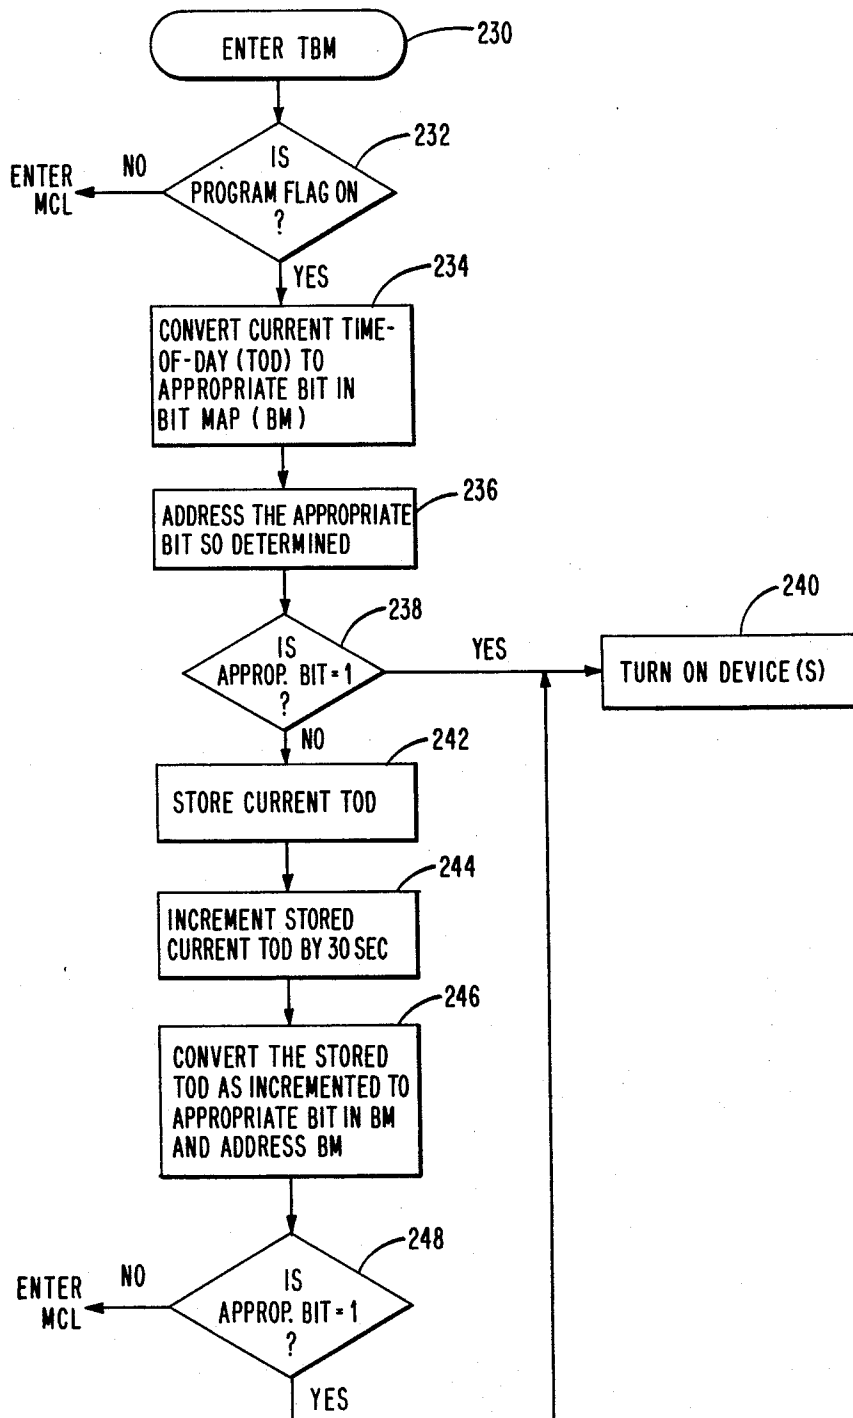 ENTER TBM
230
IS
PROGRAM FLAG ON
?
232
NO
ENTER
MCL
YES
234
CONVERT CURRENT TIME-
OF-DAY (TOD) TO
APPROPRIATE BIT IN
BIT MAP (BM)
236
ADDRESS THE APPROPRIATE
BIT SO DETERMINED
238
IS
APPROP. BIT = 1
?
YES
240
TURN ON DEVICE(S)
NO
242
STORE CURRENT TOD
244
INCREMENT STORED
CURRENT TOD BY 30 SEC
246
CONVERT THE STORED
TOD AS INCREMENTED TO
APPROPRIATE BIT IN BM
AND ADDRESS BM
248
IS
APPROP. BIT = 1
?
NO
ENTER
MCL
YES